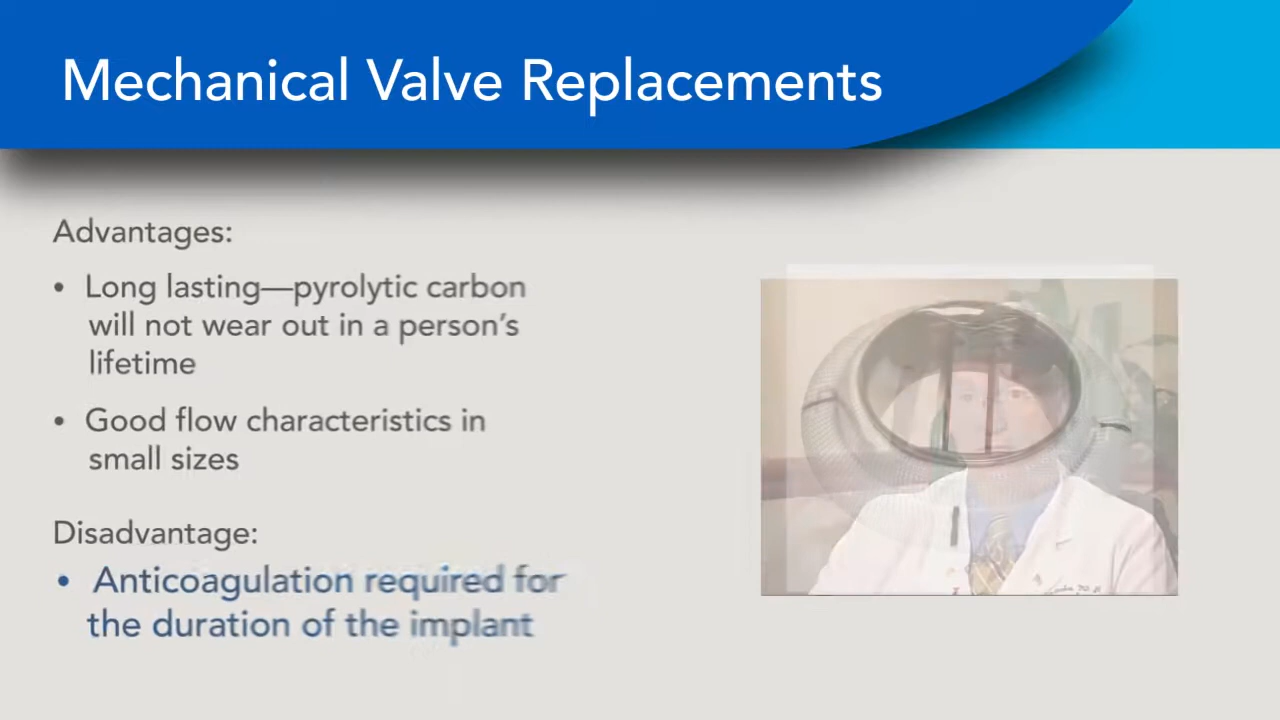 Mechanical Valve Replacements
Advantages:
• Long lasting—pyrolytic carbon
will not wear out in a person's
lifetime
• Good flow characteristics in
small sizes
Disadvantage:
• Anticoagulation required for
the duration of the implant